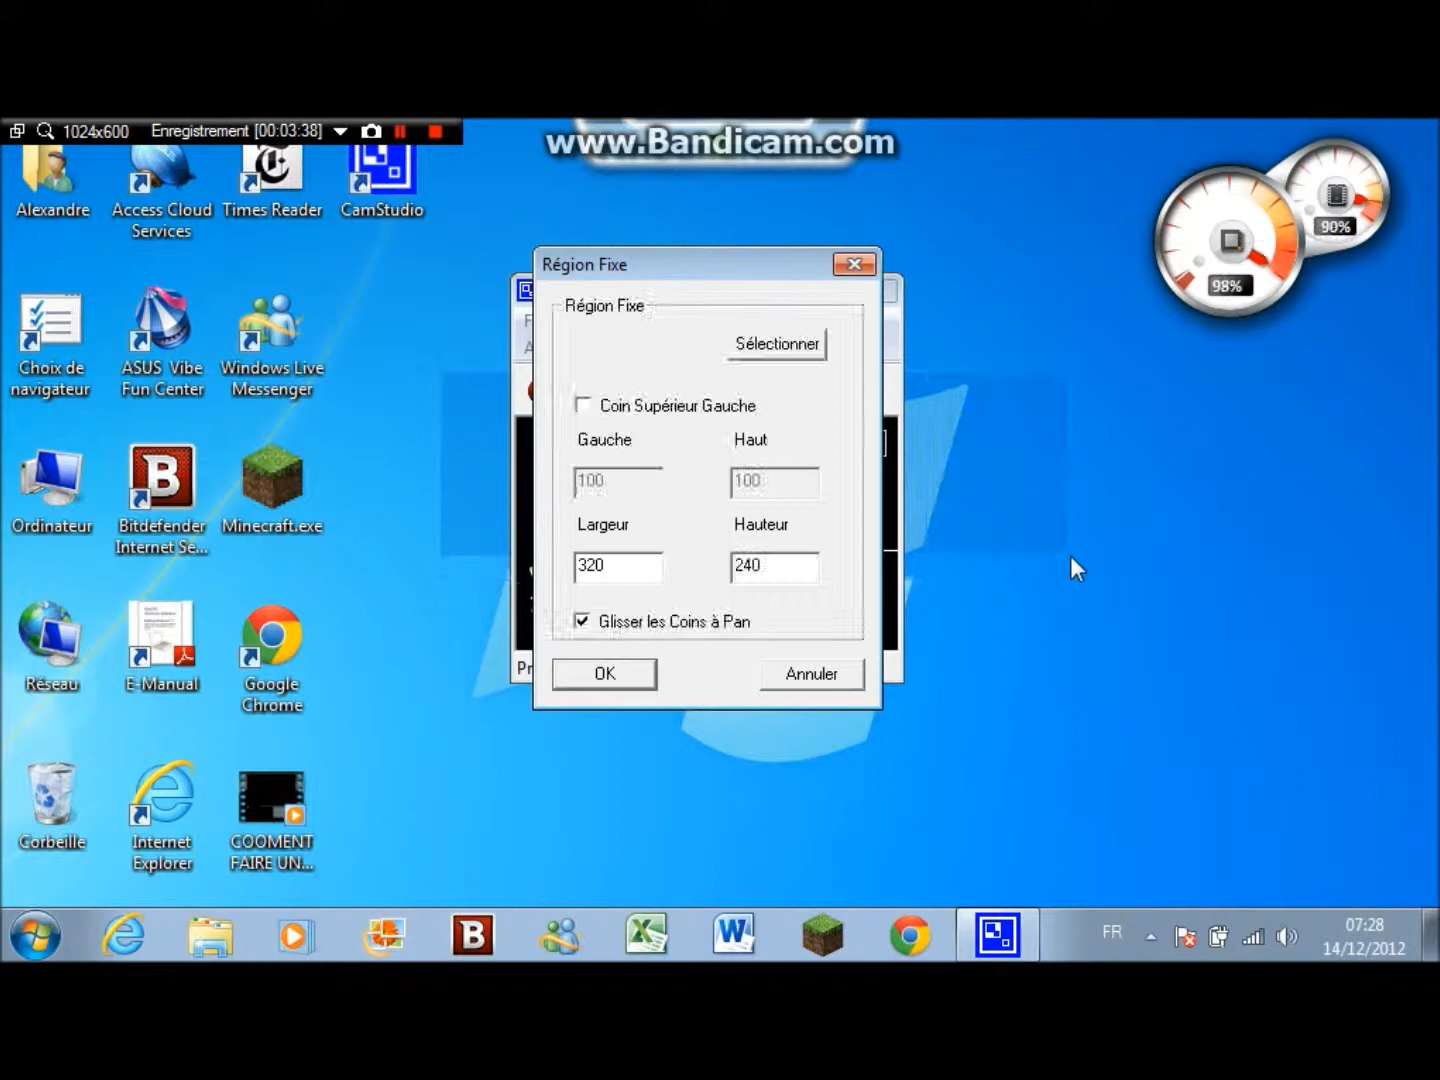 1024x600 Enregistrement [00:03:38]
www.Bandicam.com
Alexandre
Access Cloud
Services
Times Reader
CamStudio
90%
98%
Région Fixe
Région Fixe
Sélectionner
Coin Supérieur Gauche
Gauche Haut
100 100
Largeur Hauteur
320 240
Glisser les Coins à Pan
OK Annuler
Pr
Choix de
navigateur
ASUS Vibe
Fun Center
Windows Live
Messenger
Ordinateur
Bitdefender
Internet Se...
Minecraft.exe
Réseau
E-Manual
Google
Chrome
Corbeille
Internet
Explorer
COOMENT
FAIRE UN...
FR
07:28
14/12/2012